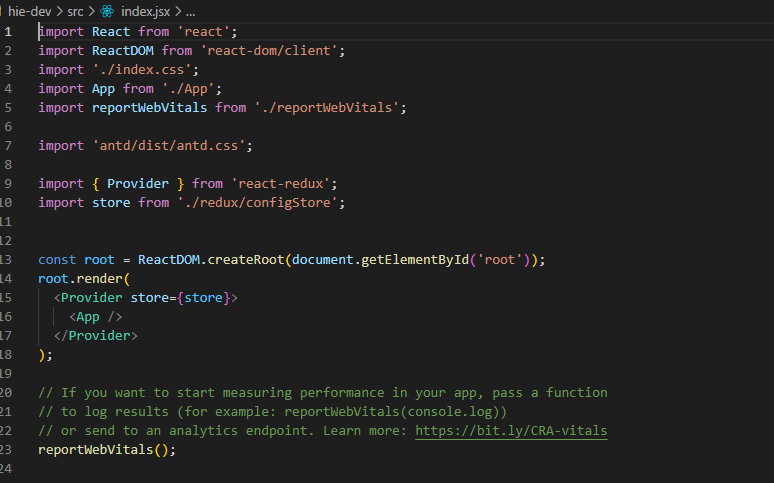 hie-dev > src > index.jsx > ...
1 import React from 'react';
2 import ReactDOM from 'react-dom/client';
3 import './index.css';
4 import App from './App';
5 import reportWebVitals from './reportWebVitals';
6
7 import 'antd/dist/antd.css';
8
9 import { Provider } from 'react-redux';
10 import store from './redux/configStore';
11
12
13 const root = ReactDOM.createRoot(document.getElementById('root'));
14 root.render(
15   <Provider store={store}>
16     <App />
17   </Provider>
18 );
19
20 // If you want to start measuring performance in your app, pass a function
21 // to log results (for example: reportWebVitals(console.log))
22 // or send to an analytics endpoint. Learn more: https://bit.ly/CRA-vitals
23 reportWebVitals();
24